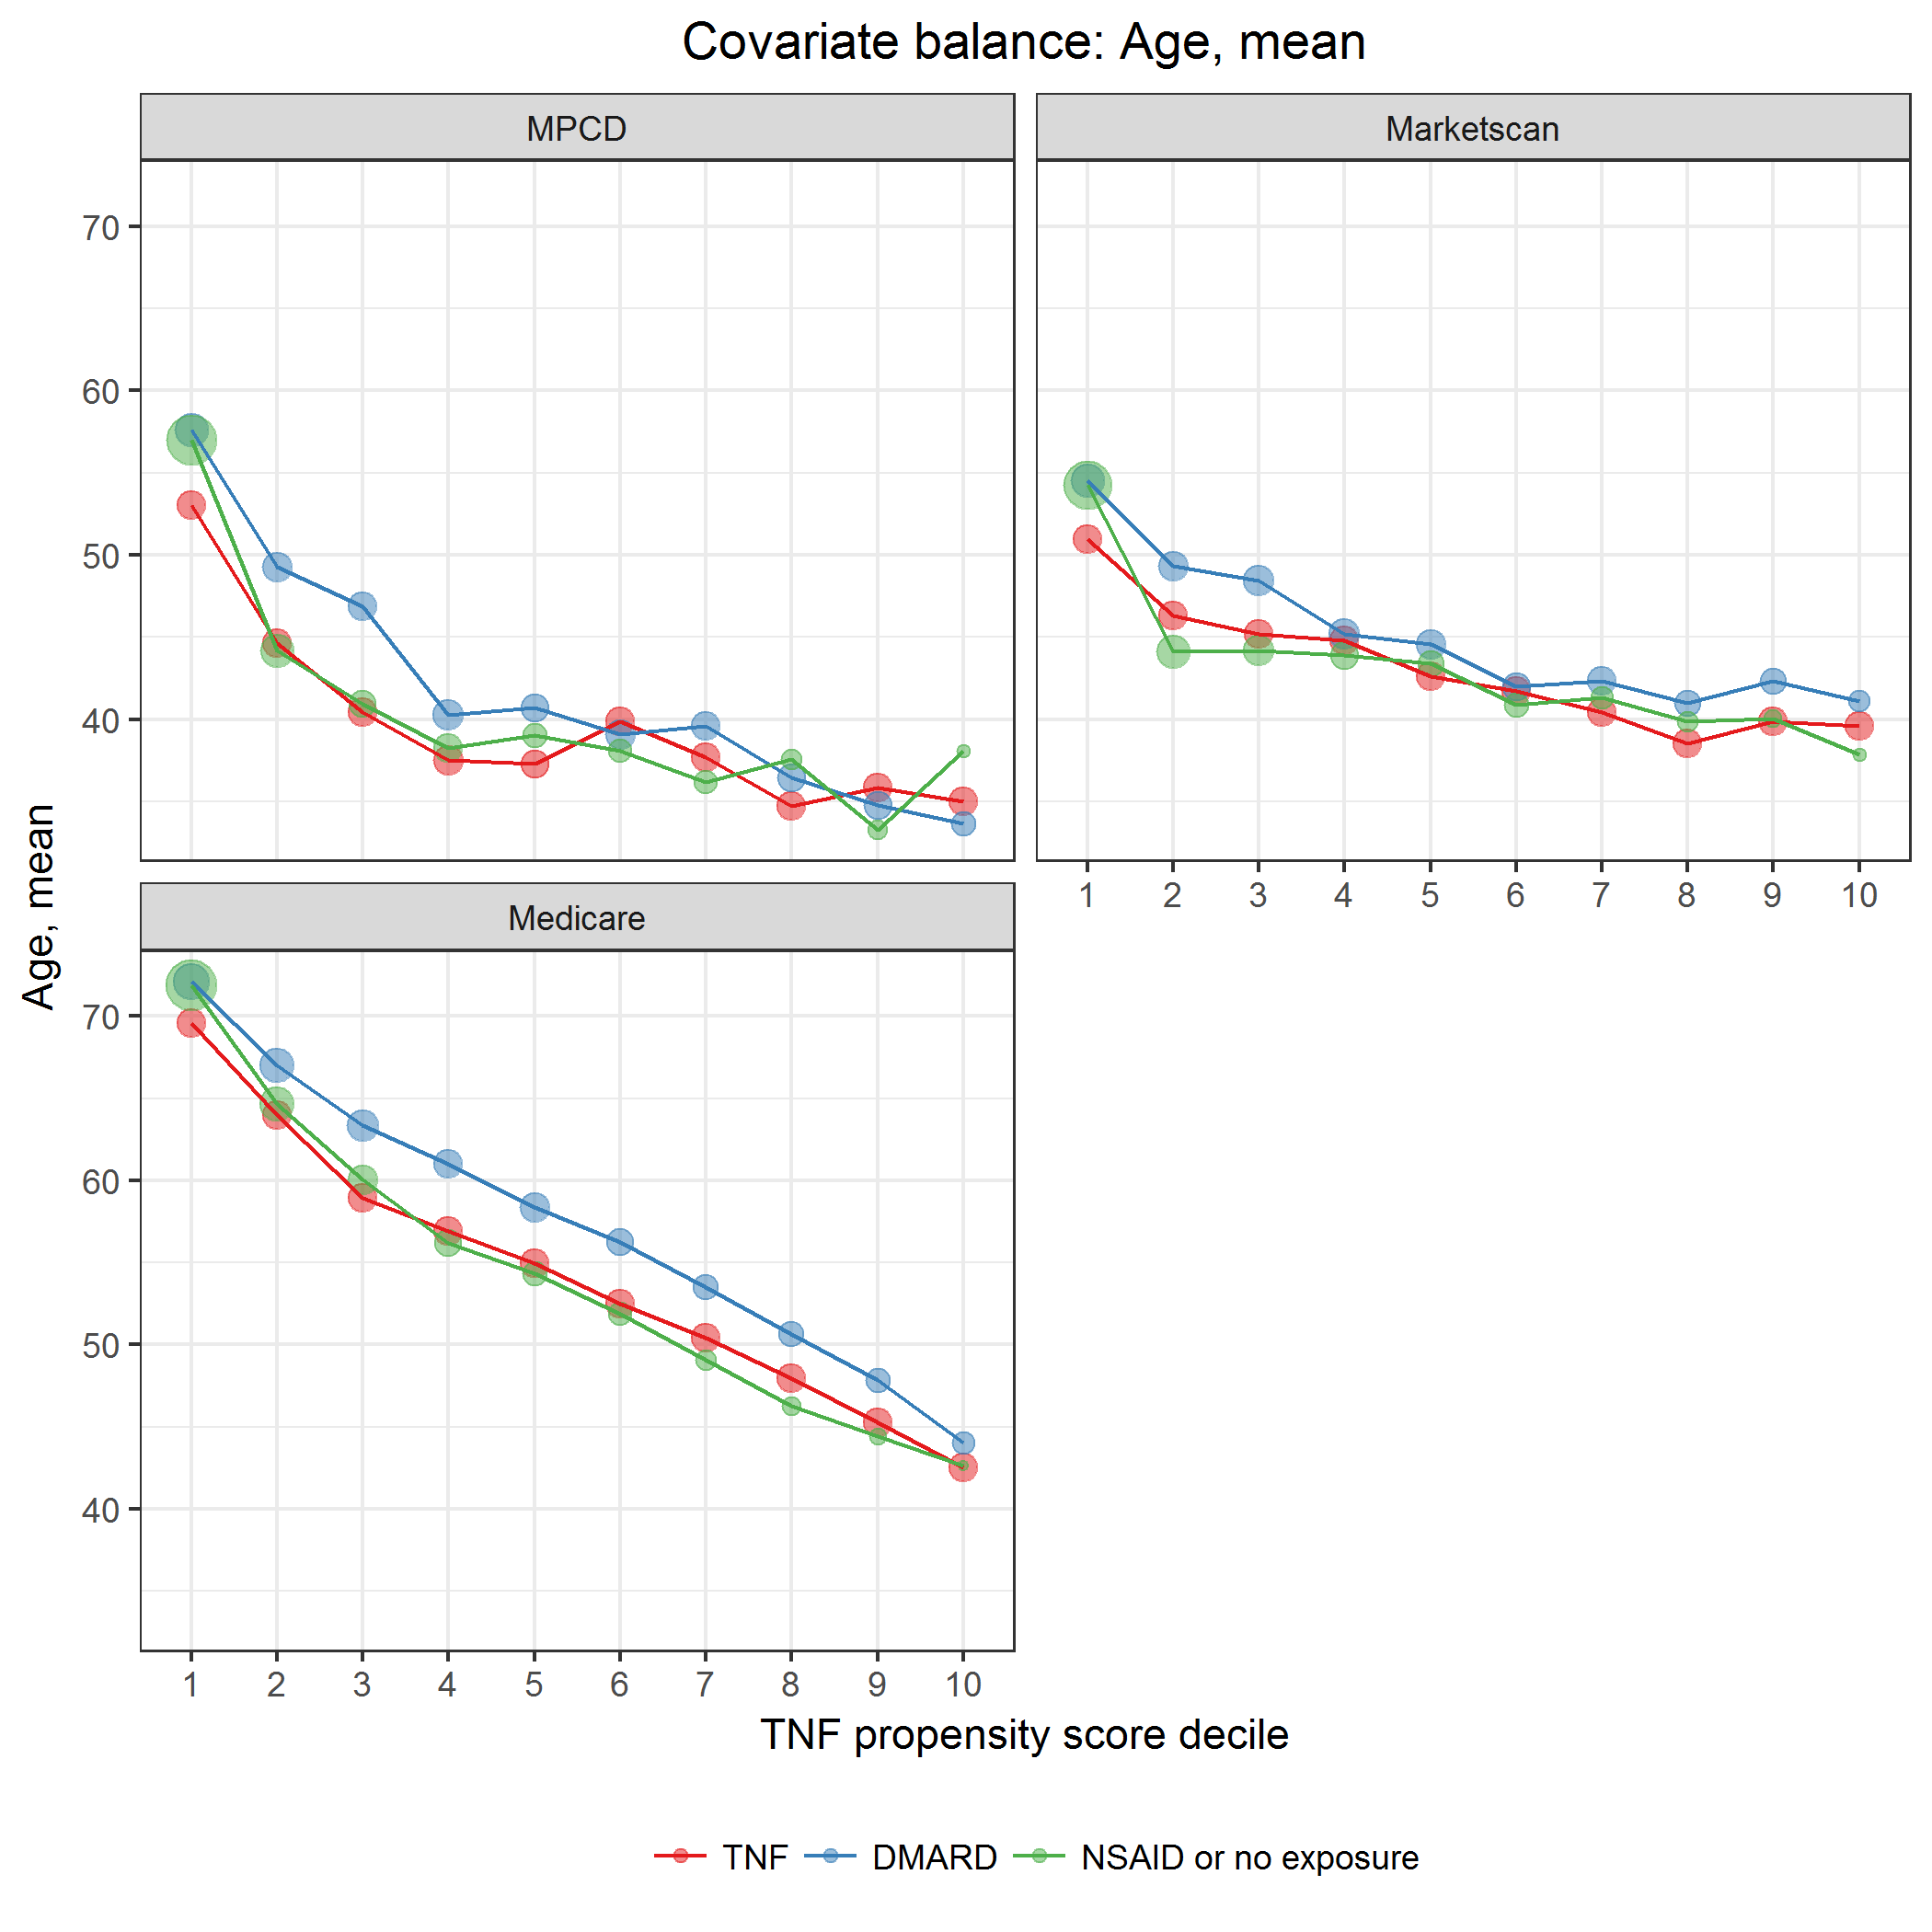 Covariate balance: Age, mean
MPCD
Marketscan
70
60
50
40
1 2 3 4 5 6 7 8 9 10
Medicare
70
60
50
40
1 2 3 4 5 6 7 8 9 10
Age, mean
TNF propensity score decile
TNF DMARD NSAID or no exposure